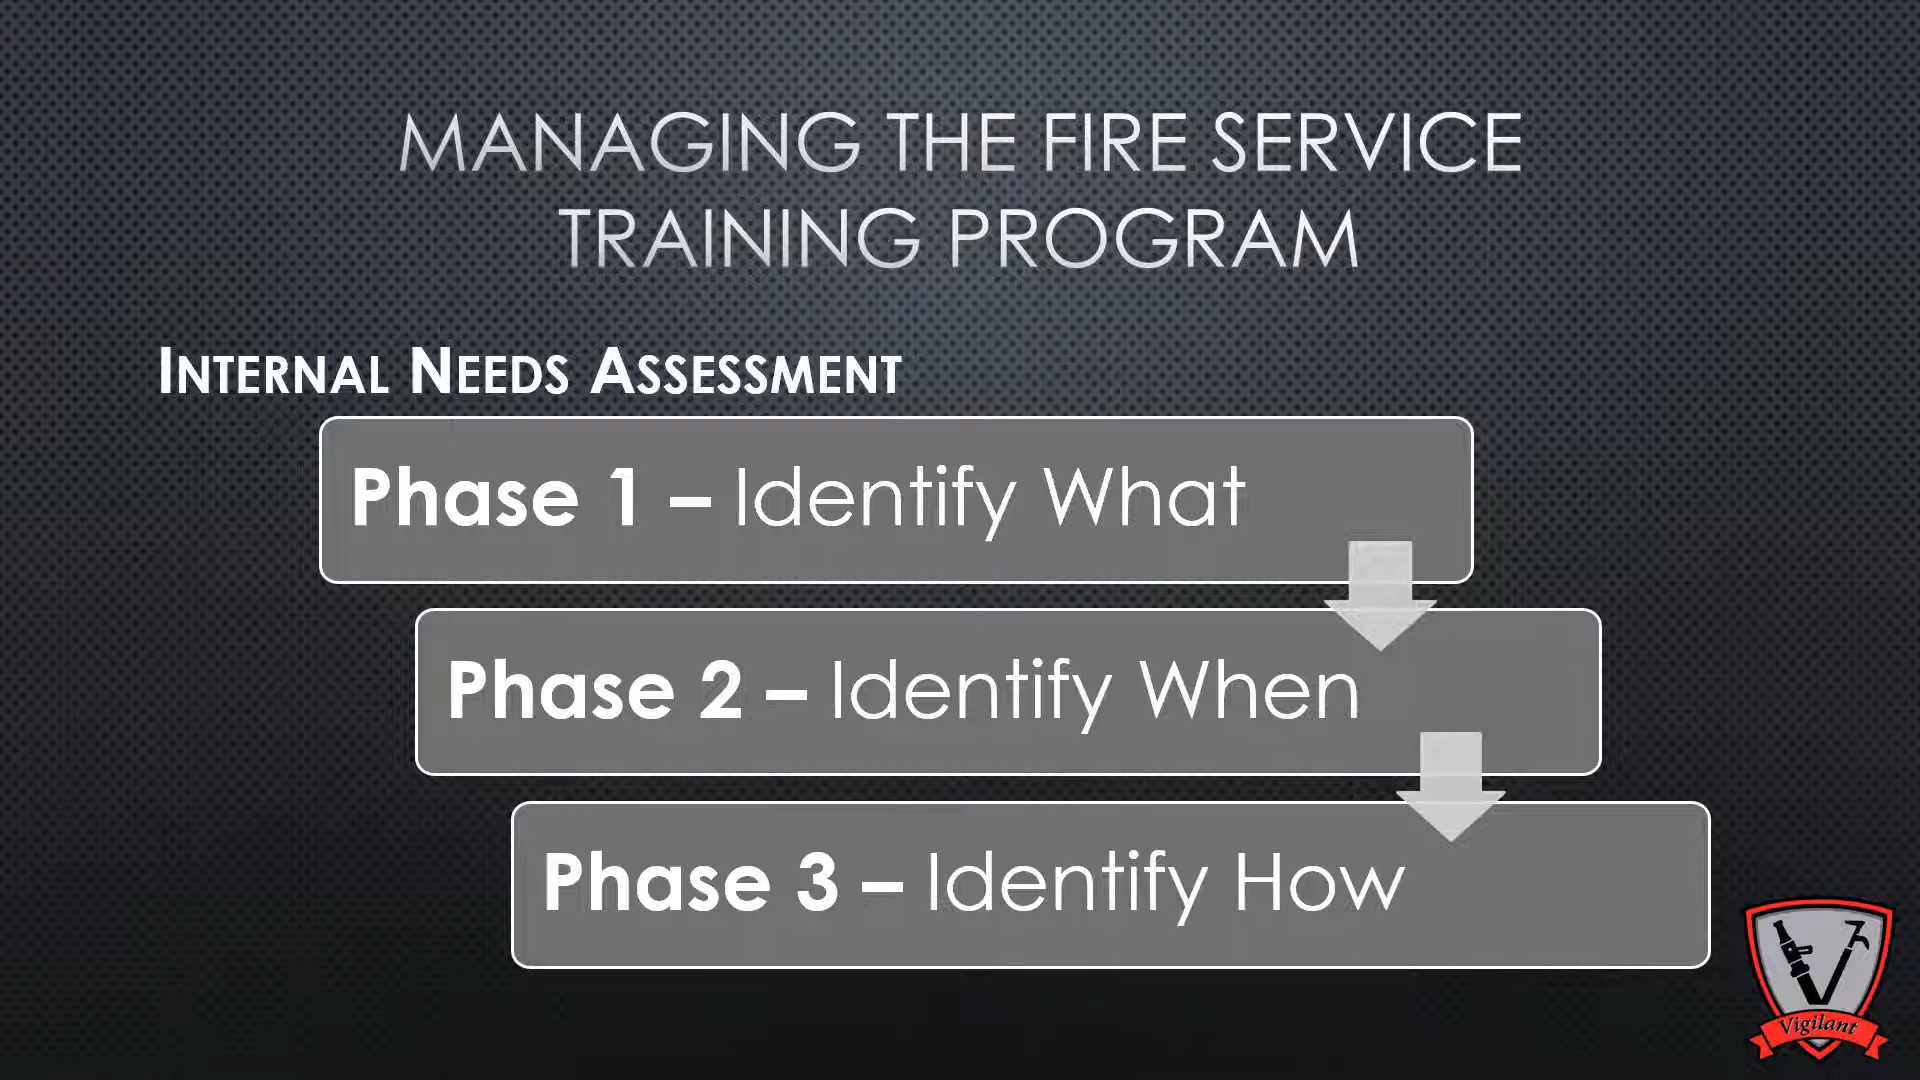 MANAGING THE FIRE SERVICE
TRAINING PROGRAM
INTERNAL NEEDS ASSESSMENT
Phase 1 – Identify What
Phase 2 – Identify When
Phase 3 – Identify How
Vigilant